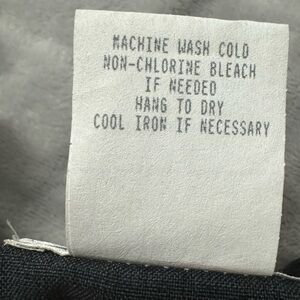 MACHINE WASH COLD
NON-CHLORINE BLEACH
IF NEEDED
HANG TO DRY
COOL IRON IF NECESSARY